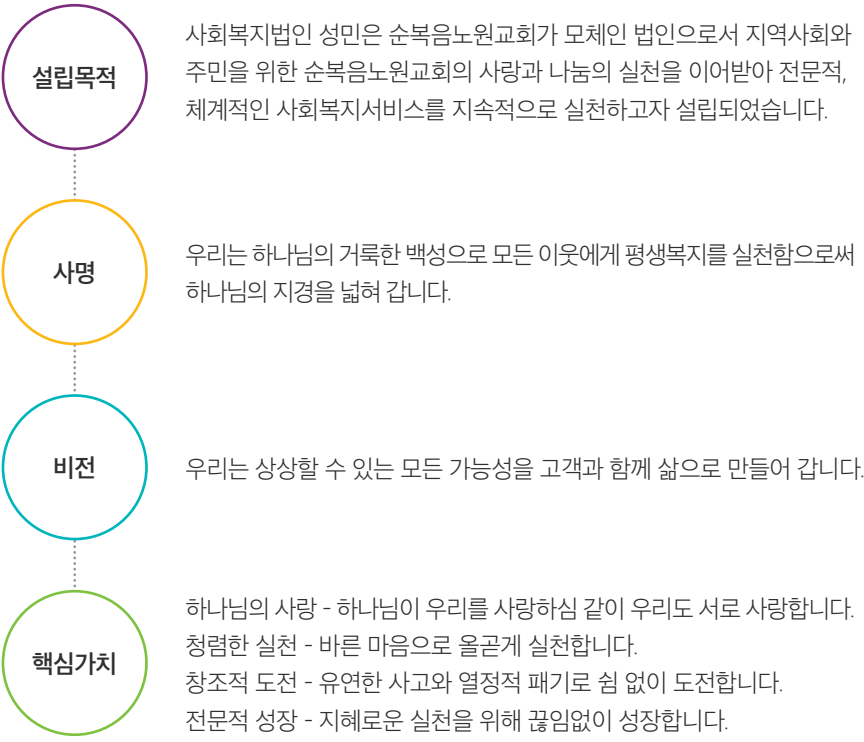 설립목적
사회복지법인 성민은 순복음노원교회가 모체인 법인으로서 지역사회와
주민을 위한 순복음노원교회의 사랑과 나눔의 실천을 이어받아 전문적,
체계적인 사회복지서비스를 지속적으로 실천하고자 설립되었습니다.
사명
우리는 하나님의 거룩한 백성으로 모든 이웃에게 평생복지를 실천함으로써
하나님의 지경을 넓혀 갑니다.
비전
우리는 상상할 수 있는 모든 가능성을 고객과 함께 삶으로 만들어 갑니다.
핵심가치
하나님의 사랑 - 하나님이 우리를 사랑하심 같이 우리도 서로 사랑합니다.
청렴한 실천 - 바른 마음으로 올곧게 실천합니다.
창조적 도전 - 유연한 사고와 열정적 패기로 쉼 없이 도전합니다.
전문적 성장 - 지혜로운 실천을 위해 끊임없이 성장합니다.